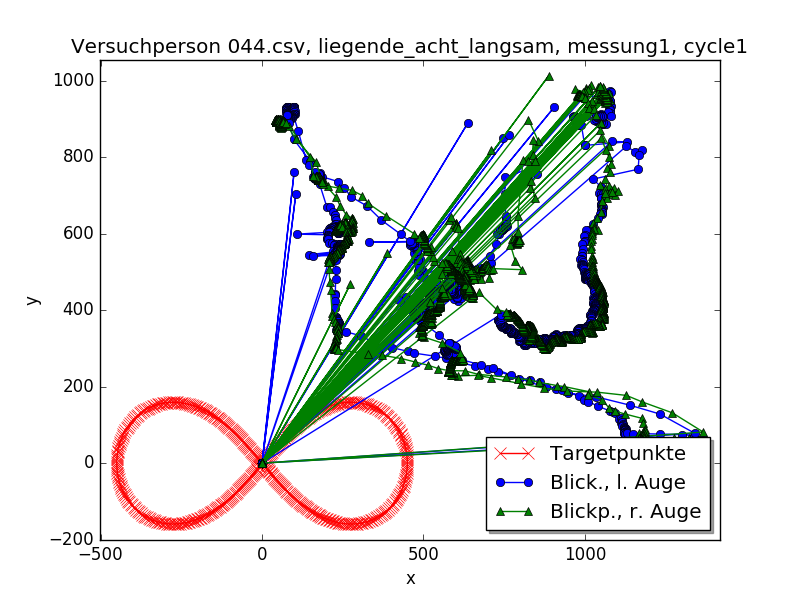 Versuchperson 044.csv, liegende_acht_langsam, messung1, cycle1
1000
800
600
400
200
0
−200
y
−500
0
500
1000
x
Targetpunkte
Blick., l. Auge
Blickp., r. Auge